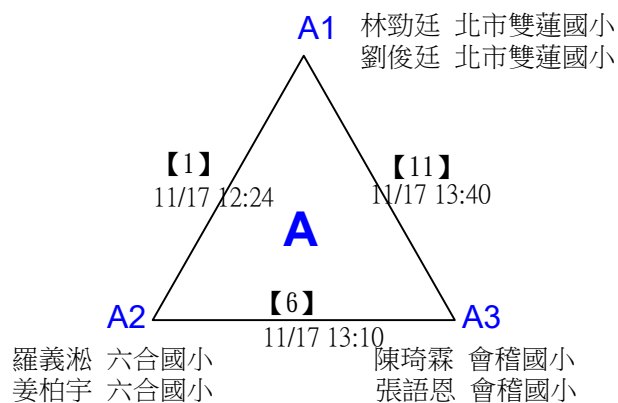 A1 林勁廷 北市雙蓮國小
劉俊廷 北市雙蓮國小
【1】 【11】
11/17 12:24 11/17 13:40
A
A2 【6】 A3
11/17 13:10
羅義淞 六合國小 陳琦霖 會稽國小
姜柏宇 六合國小 張語恩 會稽國小